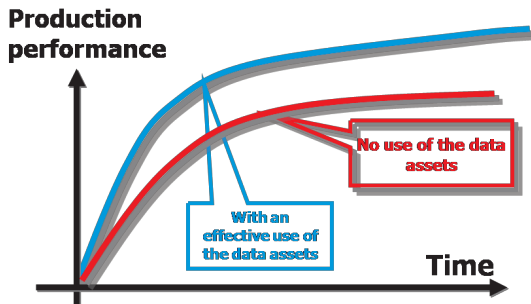 Production
performance
No use of the data
assets
With an
effective use of
the data assets
Time